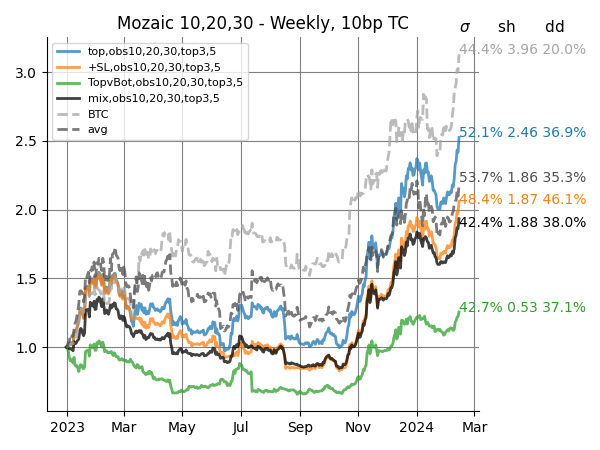 Mozaic 10,20,30 - Weekly, 10bp TC
σ sh dd
top,obs10,20,30,top3,5
+SL,obs10,20,30,top3,5
TopvBot,obs10,20,30,top3,5
mix,obs10,20,30,top3,5
BTC
avg
44.4% 3.96 20.0%
52.1% 2.46 36.9%
53.7% 1.86 35.3%
48.4% 1.87 46.1%
42.4% 1.88 38.0%
42.7% 0.53 37.1%
3.0
2.5
2.0
1.5
1.0
2023 Mar May Jul Sep Nov 2024 Mar